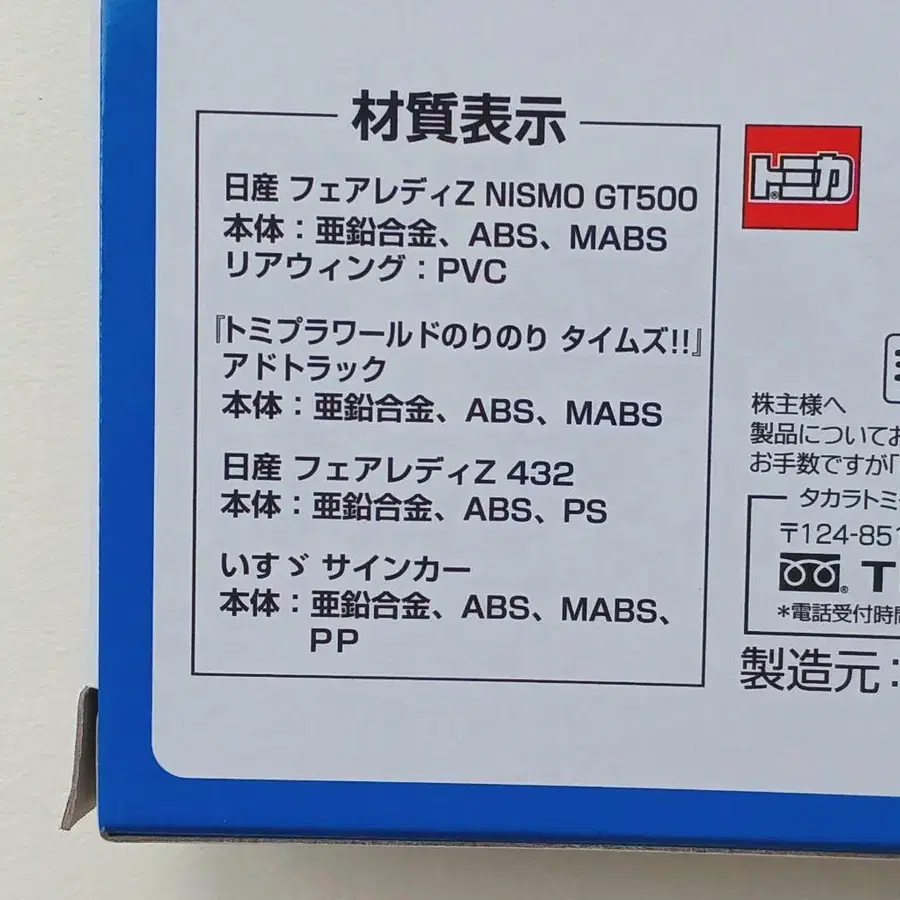 材質表示
日産 フェアレディZ NISMO GT500
本体：亜鉛合金、ABS、MABS
リアウィング：PVC
『トミプラワールドのりのり タイムズ!!』
アドトラック
本体：亜鉛合金、ABS、MABS
日産 フェアレディZ 432
本体：亜鉛合金、ABS、PS
いすゞ サインカー
本体：亜鉛合金、ABS、MABS、
PP
トミカ®
株主様へ
製品についてお
お手数ですが「
タカラトミー
〒124-851
®
T
*電話受付時間
製造元：